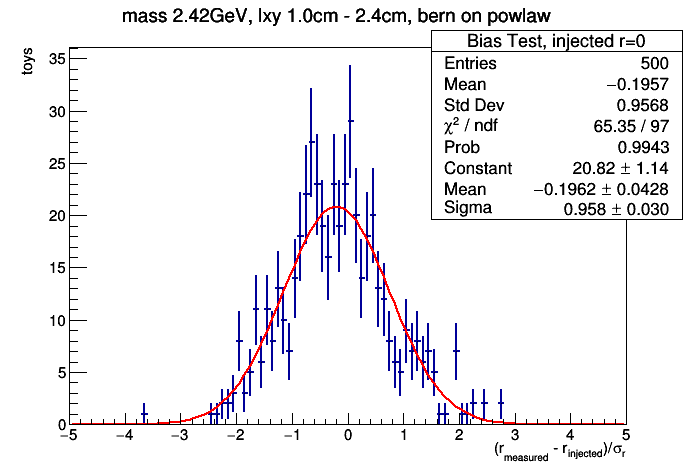 mass 2.42GeV, lxy 1.0cm - 2.4cm, bern on powlaw
Bias Test, injected r=0
Entries 500
Mean −0.1957
Std Dev 0.9568
χ² / ndf 65.35 / 97
Prob 0.9943
Constant 20.82 ± 1.14
Mean −0.1962 ± 0.0428
Sigma 0.958 ± 0.030
toys
35
30
25
20
15
10
5
0
−5 −4 −3 −2 −1 0 1 2 3 4 5
(r_measured - r_injected)/σ_r